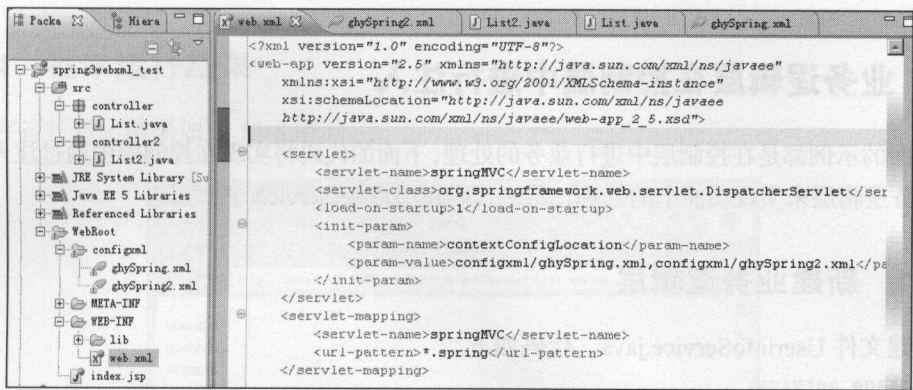 Packa
Hiera
web.xml
ghySpring2.xml
List2.java
List.java
ghySpring.xml
spring3webxml_test
src
controller
List.java
controller2
List2.java
JRE System Library [Su
Java EE 5 Libraries
Referenced Libraries
WebRoot
configxml
ghySpring.xml
ghySpring2.xml
META-INF
WEB-INF
lib
web.xml
index.jsp
<?xml version="1.0" encoding="UTF-8"?>
<web-app version="2.5" xmlns="http://java.sun.com/xml/ns/javaee"
xmlns:xsi="http://www.w3.org/2001/XMLSchema-instance"
xsi:schemaLocation="http://java.sun.com/xml/ns/javaee
http://java.sun.com/xml/ns/javaee/web-app_2_5.xsd">
<servlet>
<servlet-name>springMVC</servlet-name>
<servlet-class>org.springframework.web.servlet.DispatcherServlet</ser
<load-on-startup>1</load-on-startup>
<init-param>
<param-name>contextConfigLocation</param-name>
<param-value>configxml/ghySpring.xml,configxml/ghySpring2.xml</pa
</init-param>
</servlet>
<servlet-mapping>
<servlet-name>springMVC</servlet-name>
<url-pattern>*.spring</url-pattern>
</servlet-mapping>